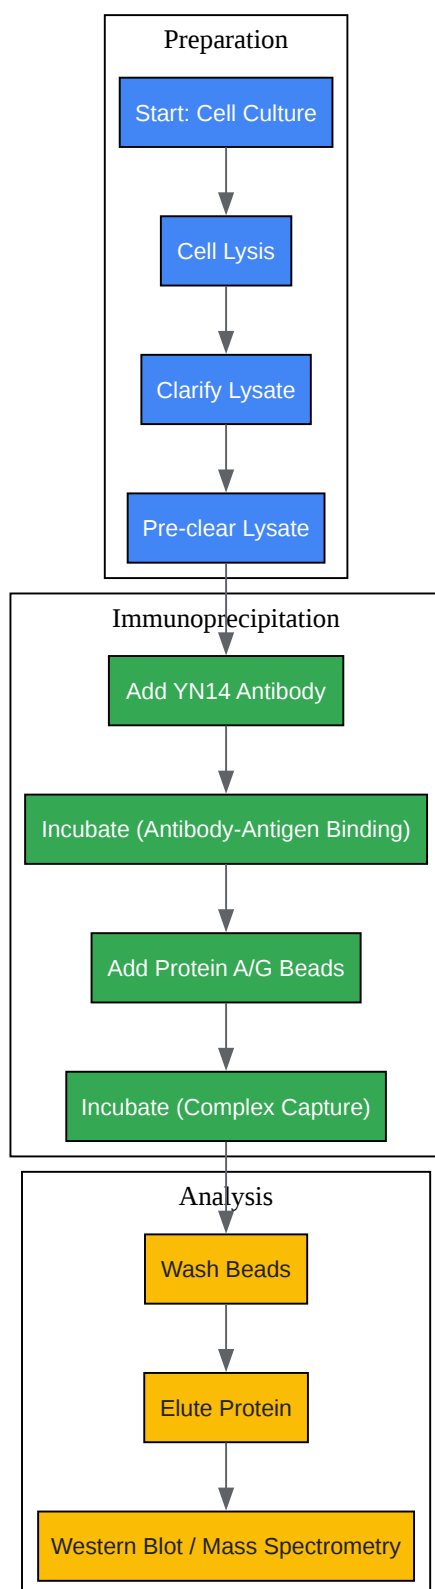 Preparation
Start: Cell Culture
Cell Lysis
Clarify Lysate
Pre-clear Lysate
Immunoprecipitation
Add YN14 Antibody
Incubate (Antibody-Antigen Binding)
Add Protein A/G Beads
Incubate (Complex Capture)
Analysis
Wash Beads
Elute Protein
Western Blot / Mass Spectrometry